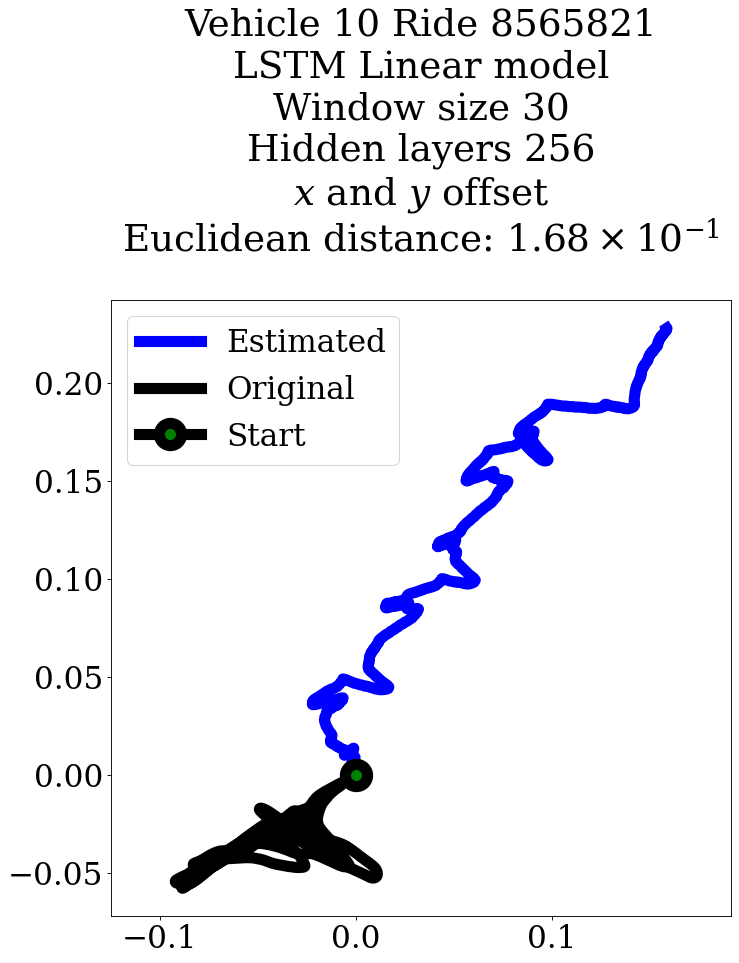 Vehicle 10 Ride 8565821
LSTM Linear model
Window size 30
Hidden layers 256
x and y offset
Euclidean distance: 1.68 × 10⁻¹
Estimated
Original
Start
0.20
0.15
0.10
0.05
0.00
−0.05
−0.1
0.0
0.1